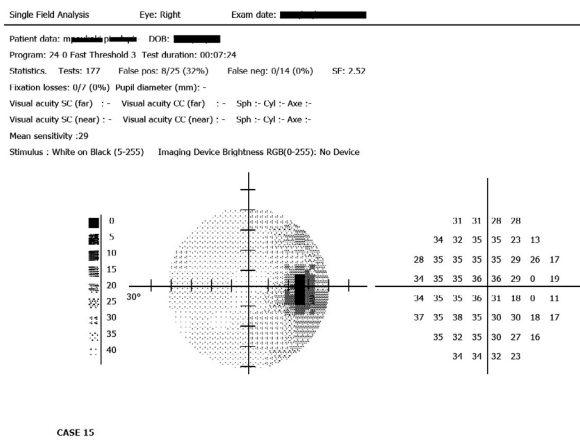 Single Field Analysis Eye: Right Exam date:
Patient data: DOB:
Program: 24 0 Fast Threshold 3 Test duration: 00:07:24
Statistics. Tests: 177 False pos: 8/25 (32%) False neg: 0/14 (0%) SF: 2.52
Fixation losses: 0/7 (0%) Pupil diameter (mm): -
Visual acuity SC (far) : - Visual acuity CC (far) : - Sph :- Cyl :- Axe :-
Visual acuity SC (near) : - Visual acuity CC (near) : - Sph :- Cyl :- Axe :-
Mean sensitivity :29
Stimulus : White on Black (5-255) Imaging Device Brightness RGB(0-255): No Device
0
5
10
15
20
25
30
35
40
30°
31 31 28 28
34 32 35 35 23 13
28 35 35 35 35 29 26 17
34 35 35 36 36 29 0 19
34 35 35 36 31 18 0 11
37 35 38 35 30 30 18 17
35 32 35 30 27 16
34 34 32 23
CASE 15